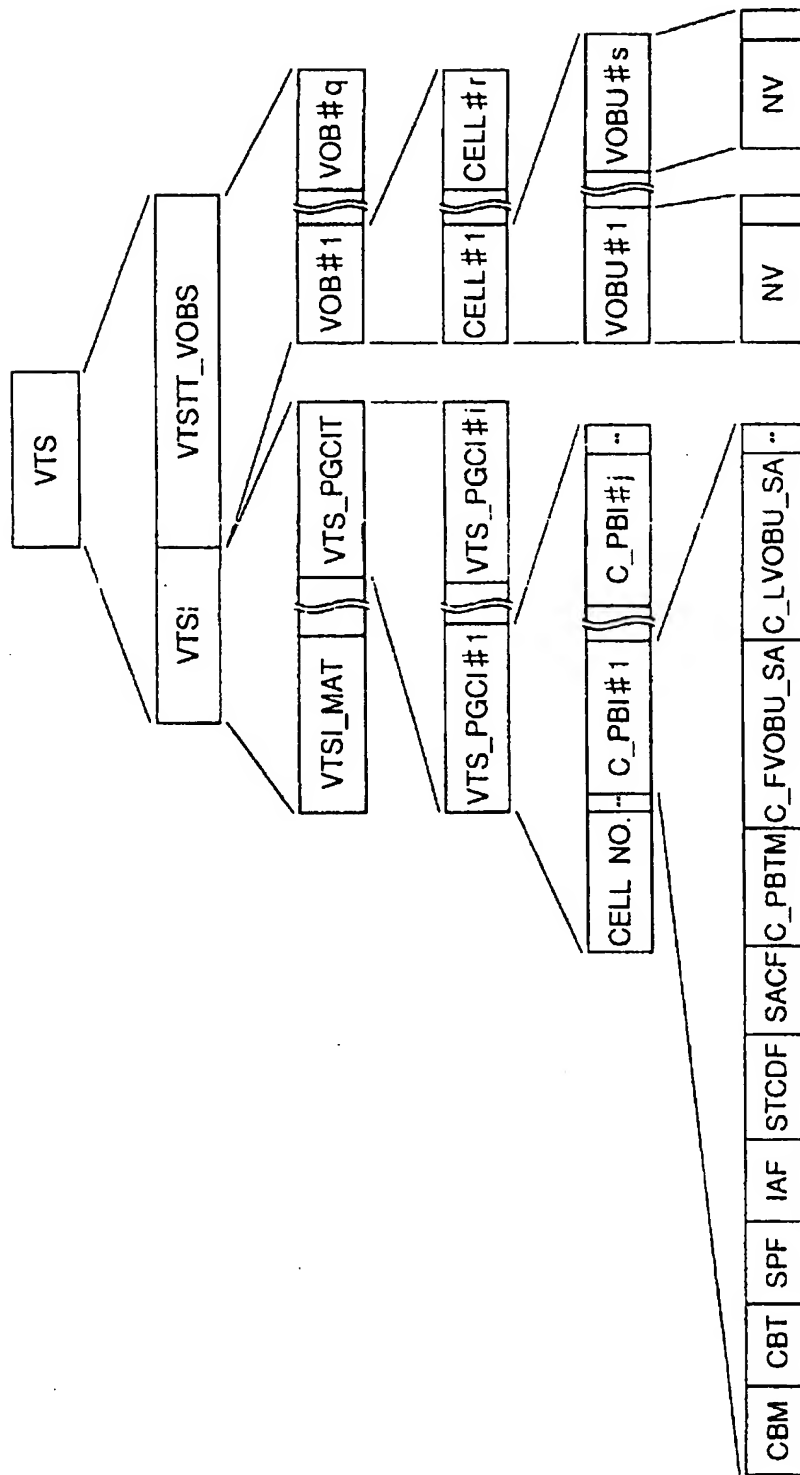 VTS
VTSI VTSTT_VOBS
VTSI_MAT VTS_PGCIT VOB#1 VOB#q
VTS_PGCI#1 VTS_PGCI#i CELL#1 CELL#r
CELL NO. -- C_PBI#1 C_PBI#j -- VOBU#1 VOBU#s
CBM CBT SPF IAF STCDF SACF C_PBTM C_FVOBU_SA C_LVOBU_SA -- NV NV